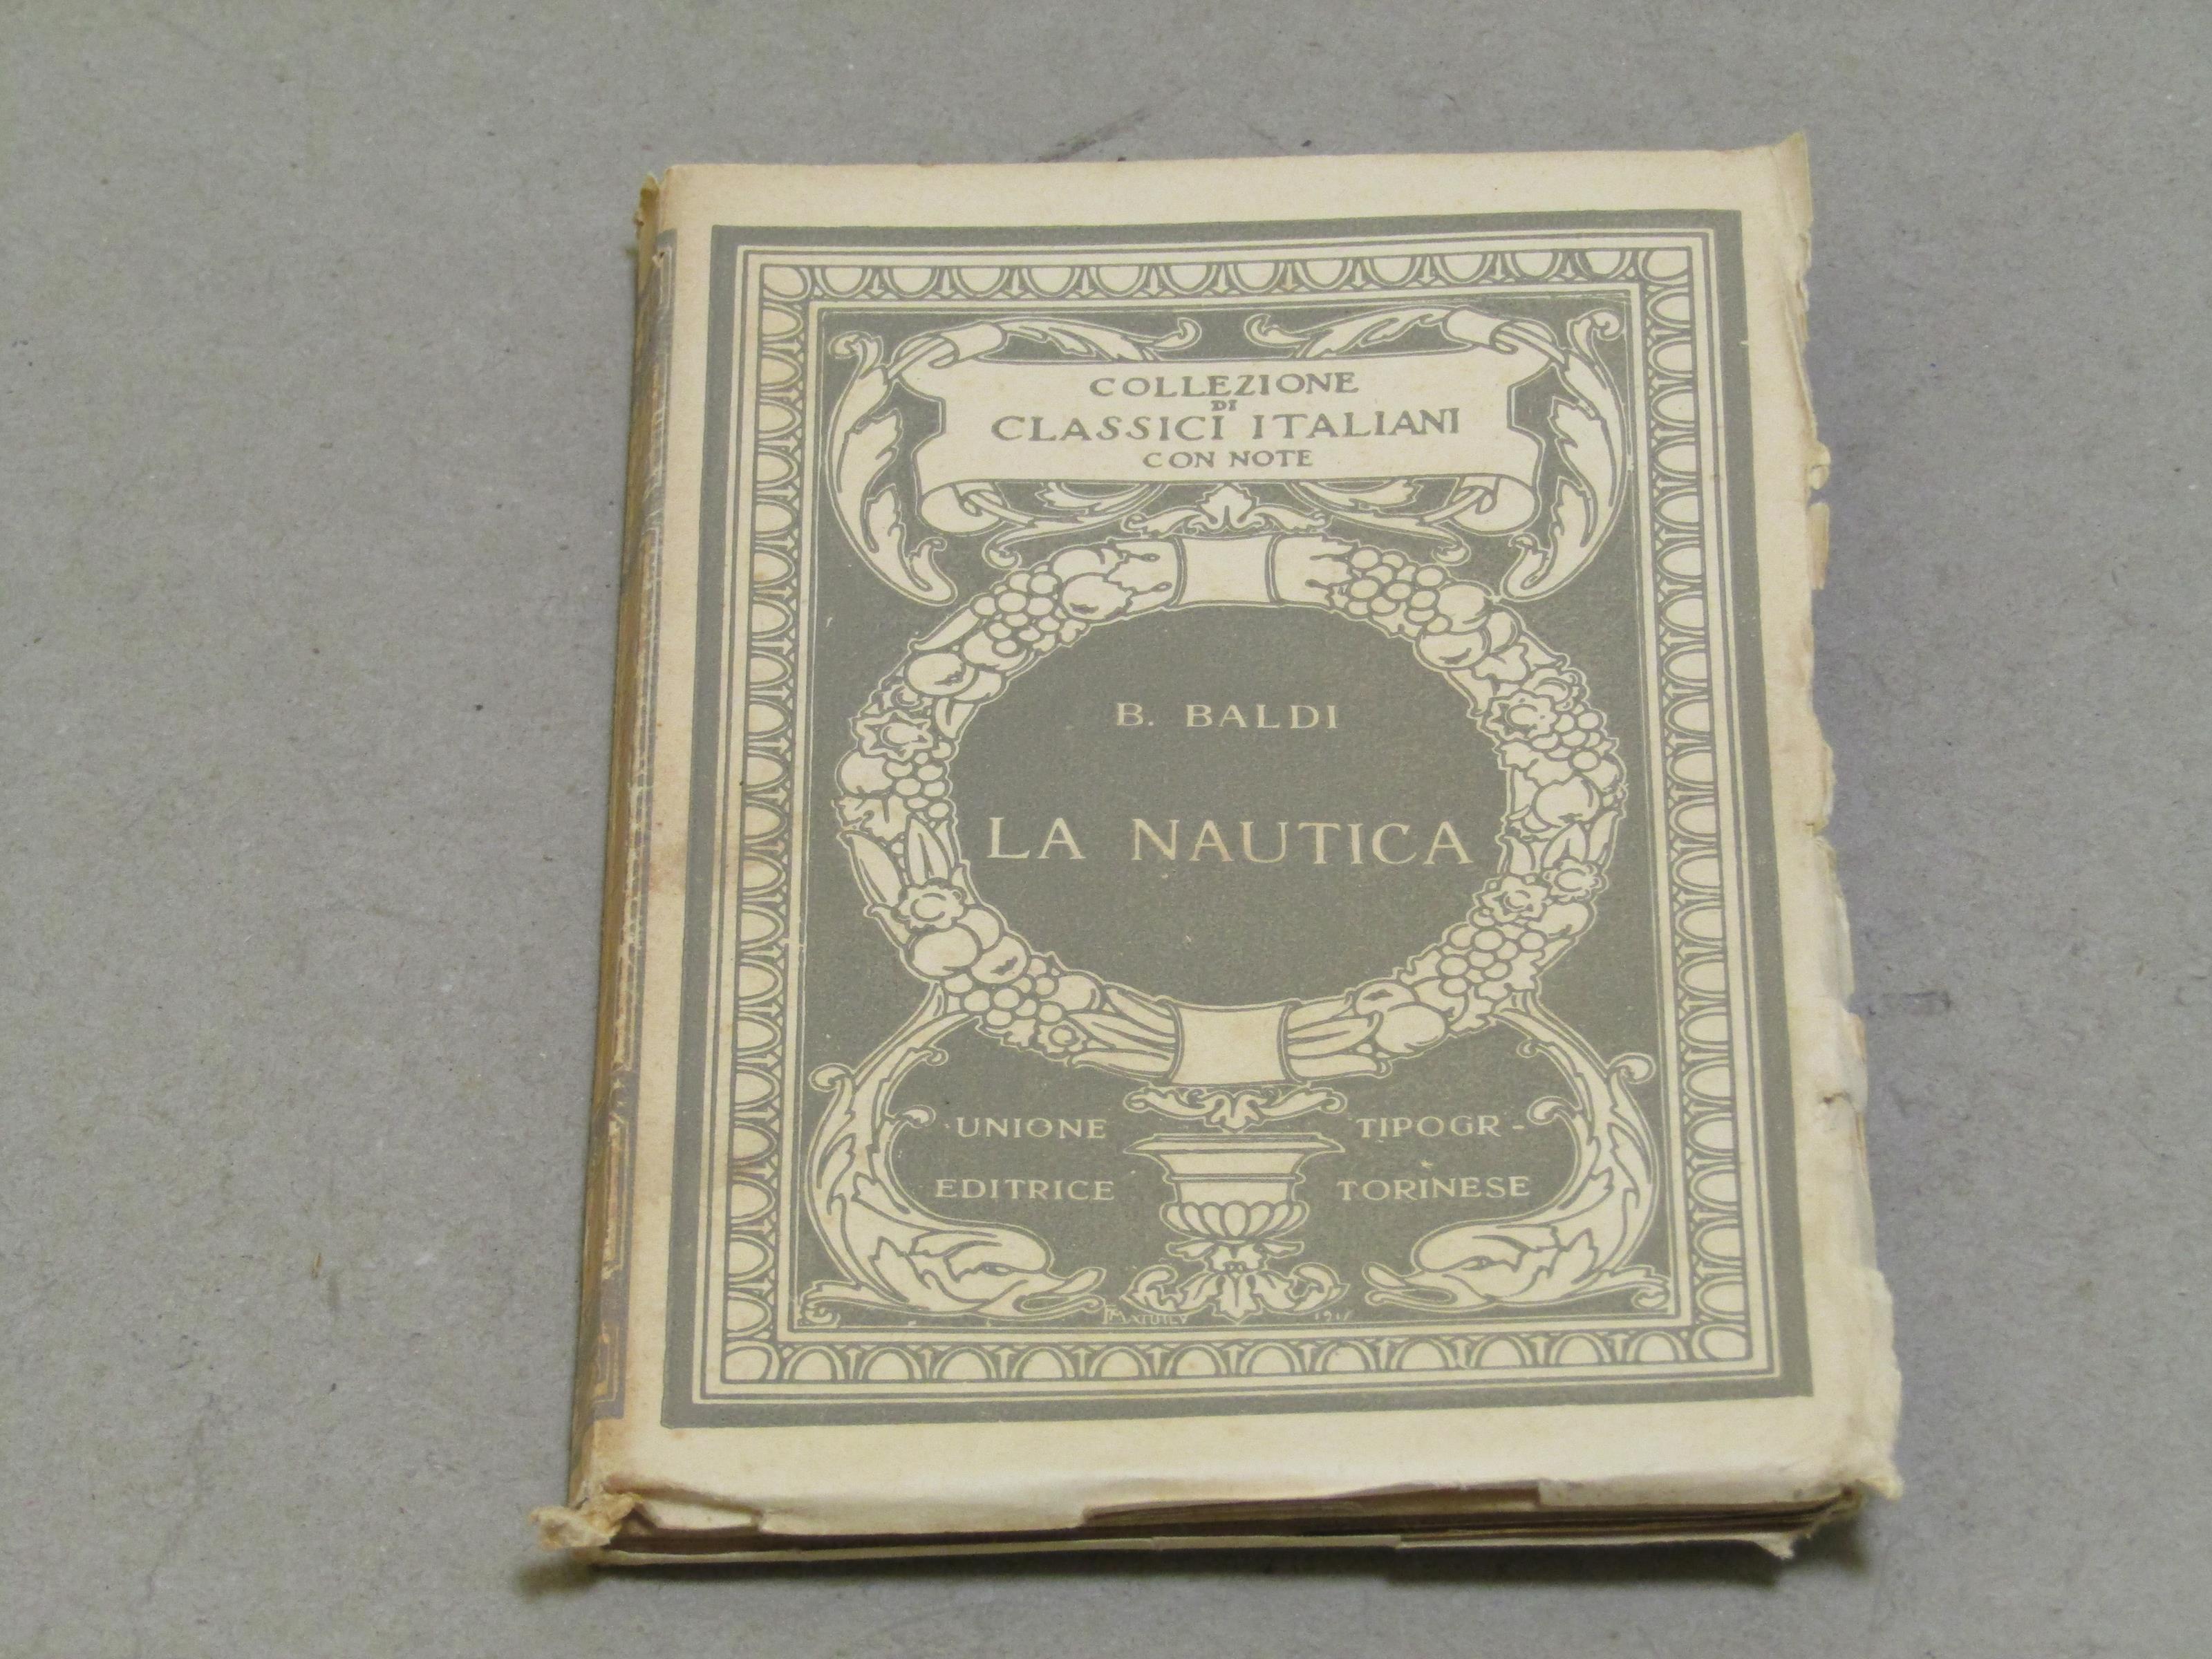 COLLEZIONE
DI
CLASSICI ITALIANI
CON NOTE
B. BALDI
LA NAUTICA
UNIONE TIPOGR-
EDITRICE TORINESE